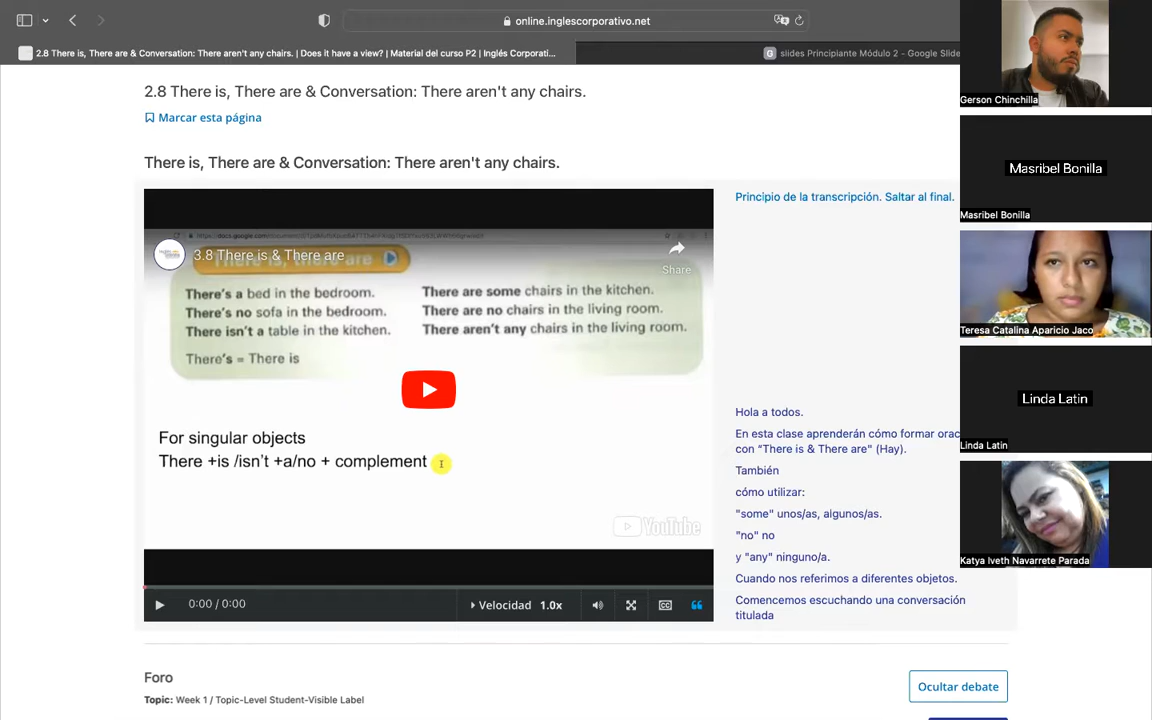 online.inglescorporativo.net
2.8 There is, There are & Conversation: There aren't any chairs. | Does it have a view? | Material del curso P2 | Inglés Corporati...
slides Principiante Módulo 2 - Google Slide
2.8 There is, There are & Conversation: There aren't any chairs.
Marcar esta página
There is, There are & Conversation: There aren't any chairs.
3.8 There is & There are
Share
There's a bed in the bedroom.
There's no sofa in the bedroom.
There isn't a table in the kitchen.
There's = There is
There are some chairs in the kitchen.
There are no chairs in the living room.
There aren't any chairs in the living room.
For singular objects
There +is /isn't +a/no + complement
YouTube
0:00 / 0:00
Velocidad 1.0x
Principio de la transcripción. Saltar al final.
Hola a todos.
En esta clase aprenderán cómo formar orac
con "There is & There are" (Hay).
También
cómo utilizar:
"some" unos/as, algunos/as.
"no" no
y "any" ninguno/a.
Cuando nos referimos a diferentes objetos.
Comencemos escuchando una conversación
titulada
Foro
Topic: Week 1 / Topic-Level Student-Visible Label
Ocultar debate
Gerson Chinchilla
Masribel Bonilla
Masribel Bonilla
Teresa Catalina Aparicio Jaco
Linda Latin
Linda Latin
Katya Iveth Navarrete Parada